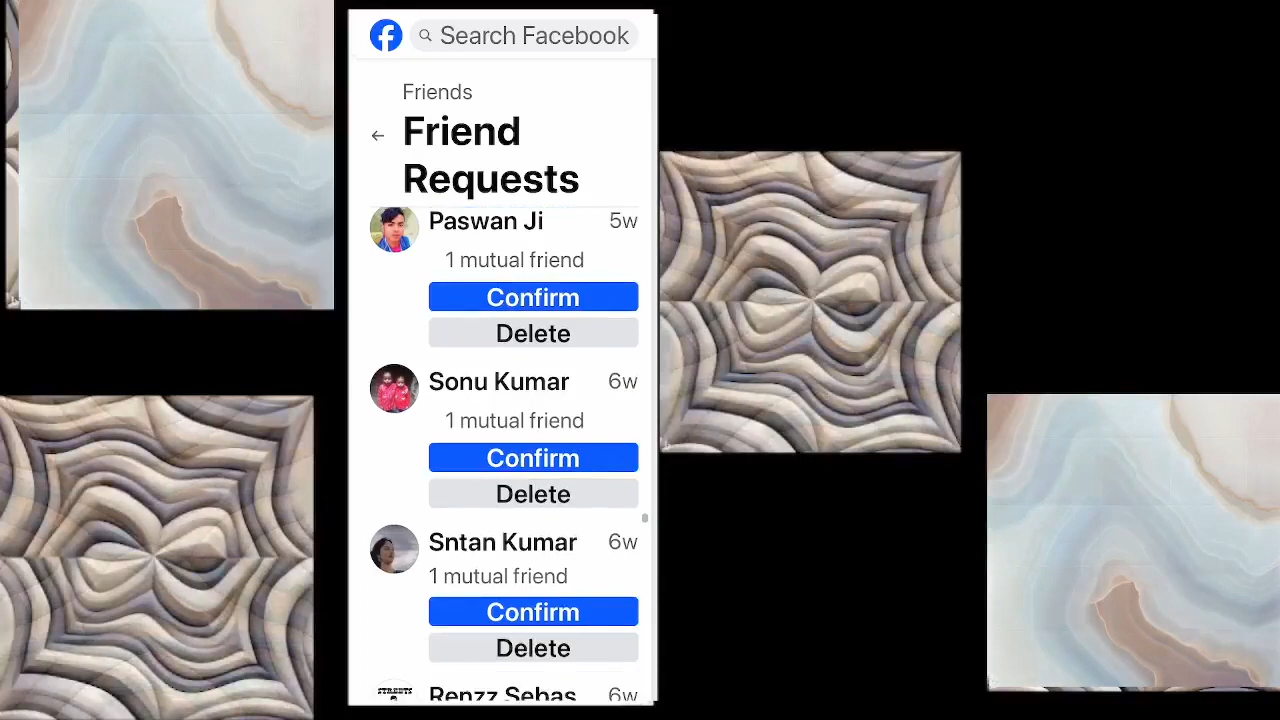 Search Facebook
Friends
Friend
Requests
Paswan Ji 5w
1 mutual friend
Confirm
Delete
Sonu Kumar 6w
1 mutual friend
Confirm
Delete
Sntan Kumar 6w
1 mutual friend
Confirm
Delete
Renzz Sebas 6w